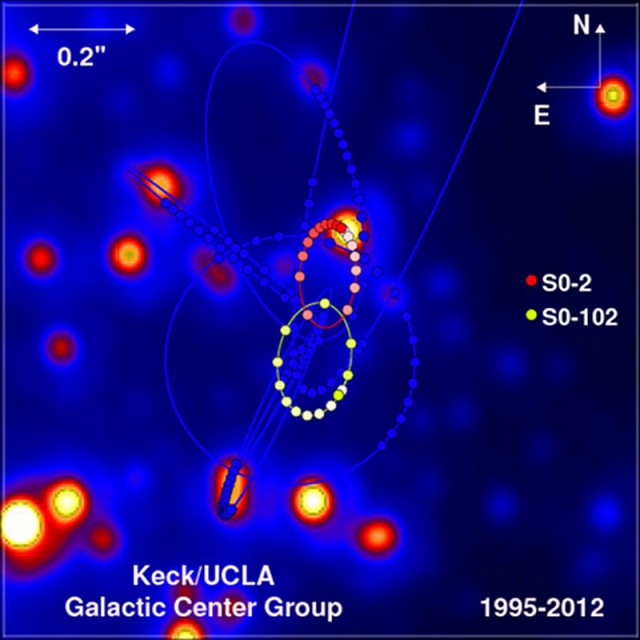 N
0.2"
E
S0-2
S0-102
Keck/UCLA
Galactic Center Group
1995-2012